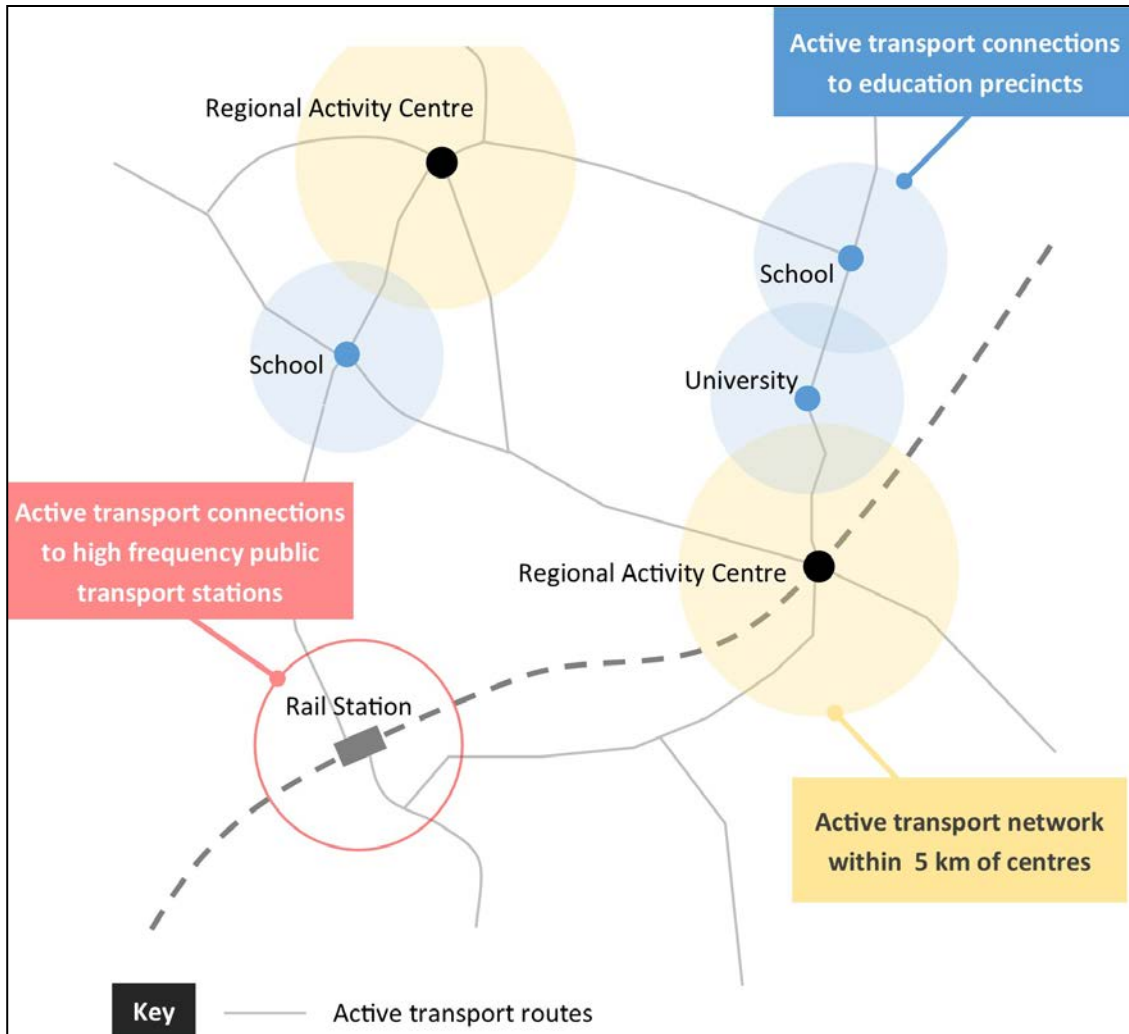 Active transport connections
to education precincts
Regional Activity Centre
School
School
University
Active transport connections
to high frequency public
transport stations
Regional Activity Centre
Rail Station
Active transport network
within 5 km of centres
Key
Active transport routes